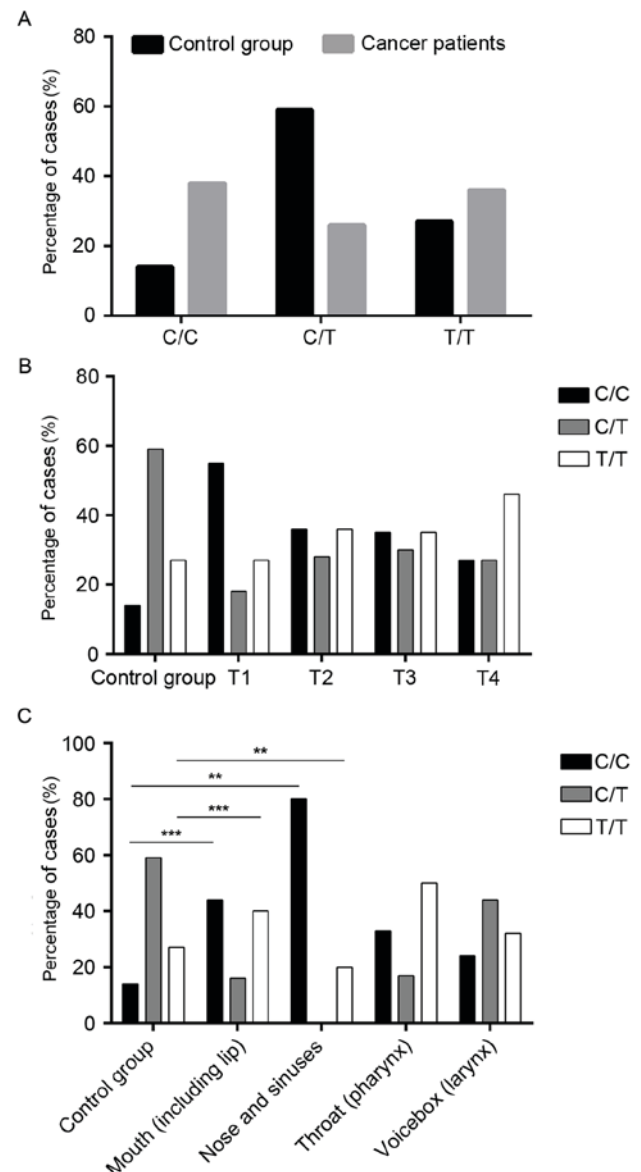 A
Control group Cancer patients
Percentage of cases (%)
80
60
40
20
0
C/C C/T T/T
B
C/C
C/T
T/T
Percentage of cases (%)
80
60
40
20
0
Control group T1 T2 T3 T4
C
C/C
C/T
T/T
Percentage of cases (%)
100
80
60
40
20
0
**
**
***
***
Control group
Mouth (including lip)
Nose and sinuses
Throat (pharynx)
Voicebox (larynx)